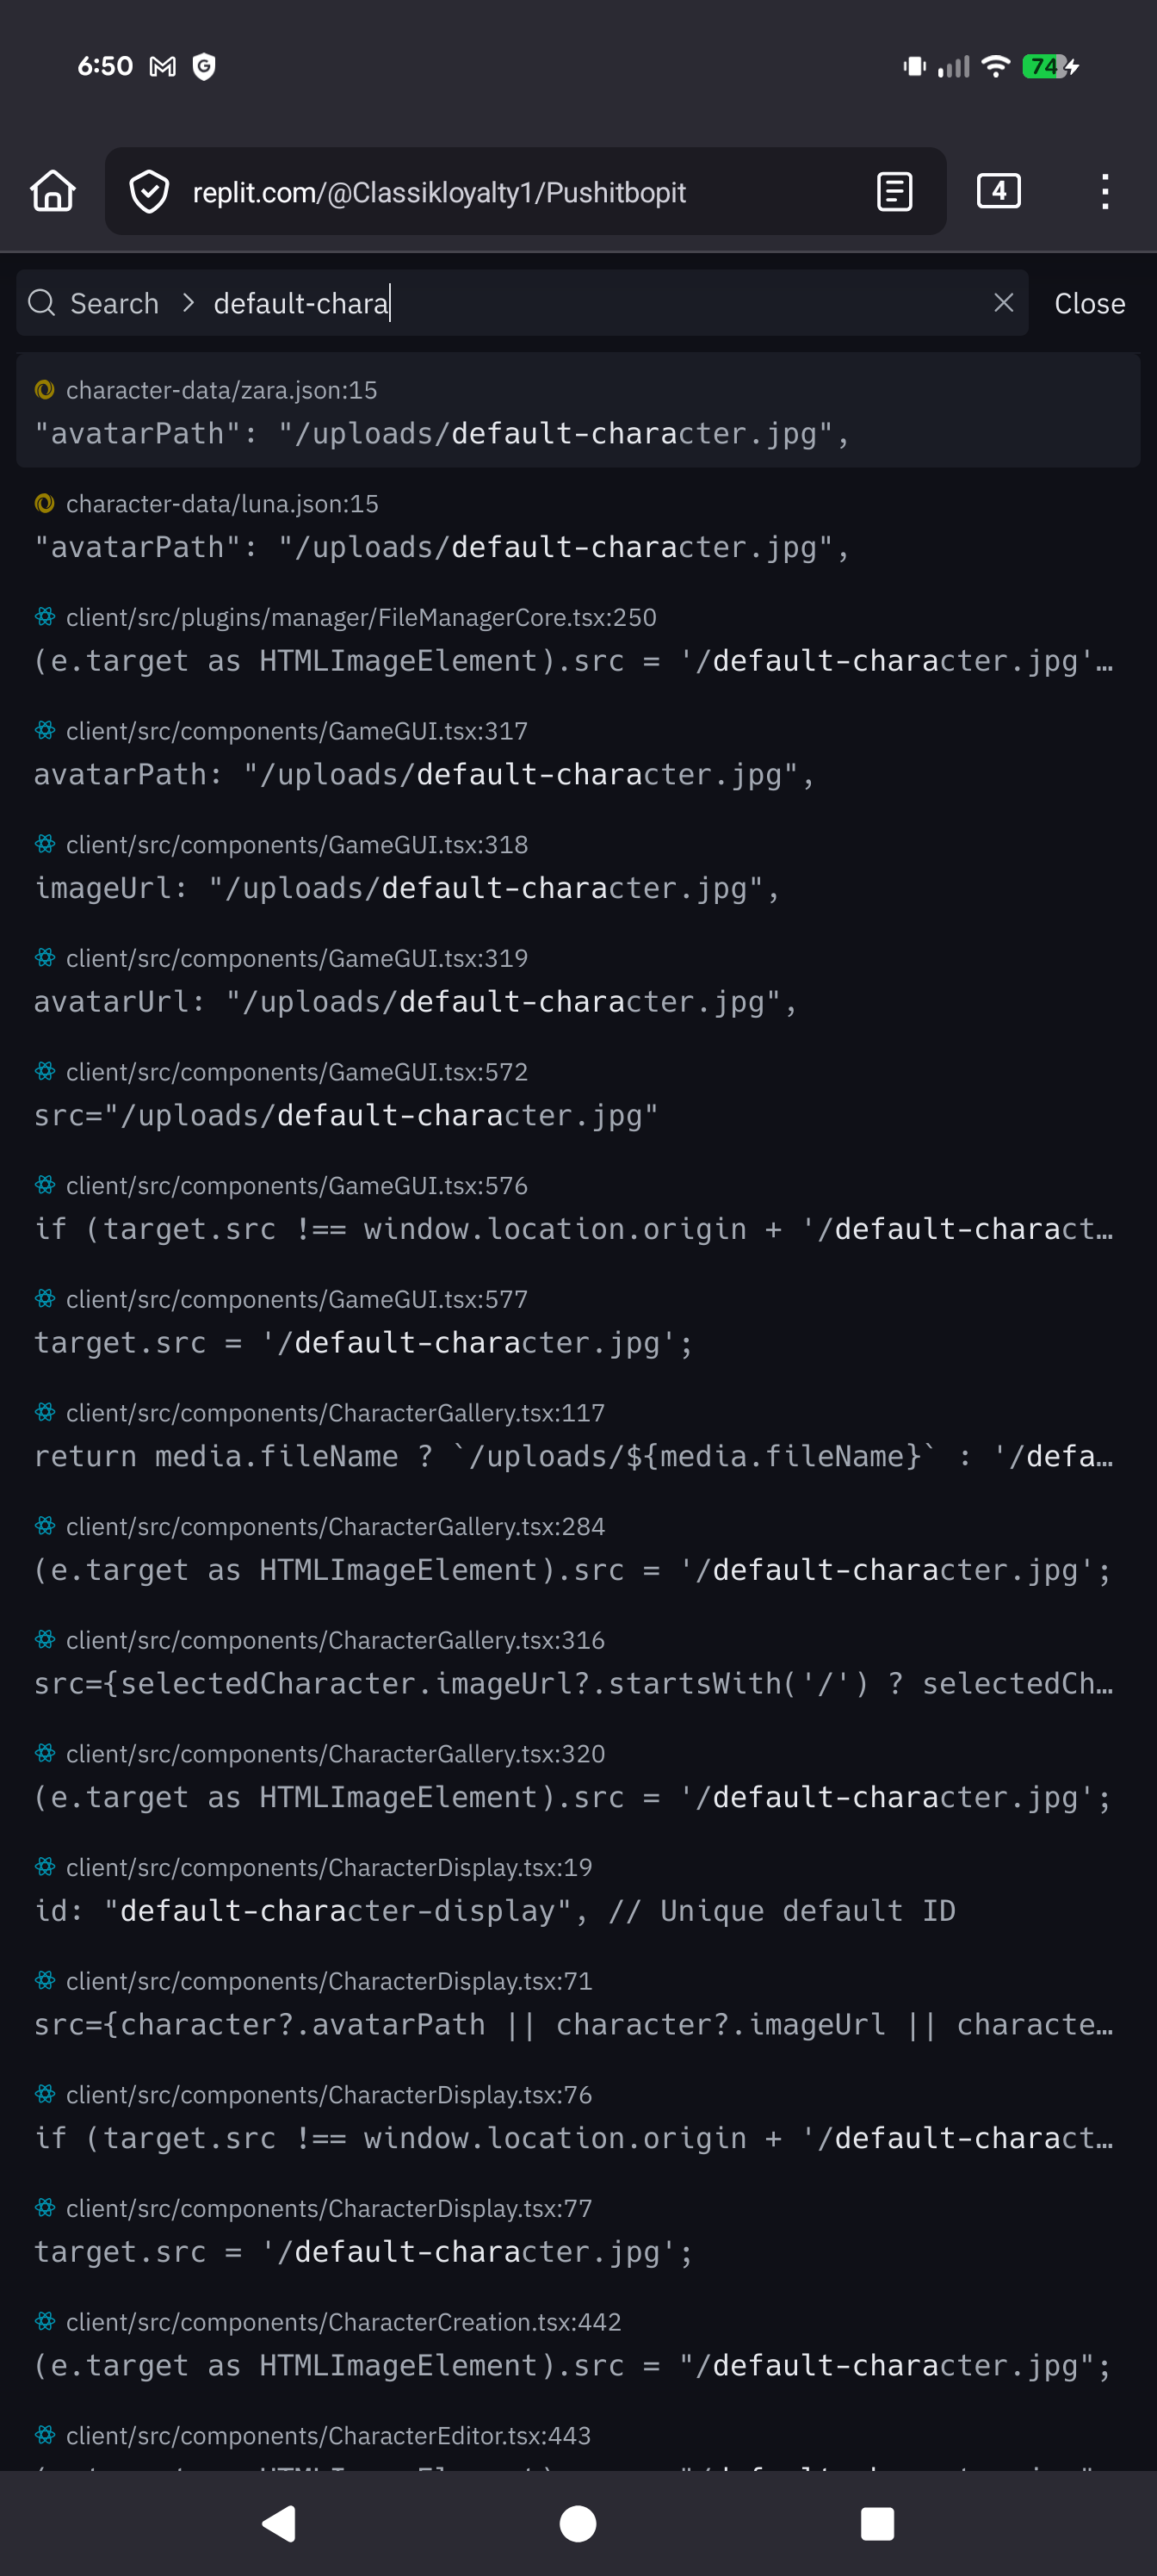 6:50
74
replit.com/@Classikloyalty1/Pushitbopit
4
Search > default-chara
Close
character-data/zara.json:15
"avatarPath": "/uploads/default-character.jpg",
character-data/luna.json:15
"avatarPath": "/uploads/default-character.jpg",
client/src/plugins/manager/FileManagerCore.tsx:250
(e.target as HTMLImageElement).src = '/default-character.jpg'…
client/src/components/GameGUI.tsx:317
avatarPath: "/uploads/default-character.jpg",
client/src/components/GameGUI.tsx:318
imageUrl: "/uploads/default-character.jpg",
client/src/components/GameGUI.tsx:319
avatarUrl: "/uploads/default-character.jpg",
client/src/components/GameGUI.tsx:572
src="/uploads/default-character.jpg"
client/src/components/GameGUI.tsx:576
if (target.src !== window.location.origin + '/default-charact…
client/src/components/GameGUI.tsx:577
target.src = '/default-character.jpg';
client/src/components/CharacterGallery.tsx:117
return media.fileName ? `/uploads/${media.fileName}` : '/defa…
client/src/components/CharacterGallery.tsx:284
(e.target as HTMLImageElement).src = '/default-character.jpg';
client/src/components/CharacterGallery.tsx:316
src={selectedCharacter.imageUrl?.startsWith('/') ? selectedCh…
client/src/components/CharacterGallery.tsx:320
(e.target as HTMLImageElement).src = '/default-character.jpg';
client/src/components/CharacterDisplay.tsx:19
id: "default-character-display", // Unique default ID
client/src/components/CharacterDisplay.tsx:71
src={character?.avatarPath || character?.imageUrl || characte…
client/src/components/CharacterDisplay.tsx:76
if (target.src !== window.location.origin + '/default-charact…
client/src/components/CharacterDisplay.tsx:77
target.src = '/default-character.jpg';
client/src/components/CharacterCreation.tsx:442
(e.target as HTMLImageElement).src = "/default-character.jpg";
client/src/components/CharacterEditor.tsx:443